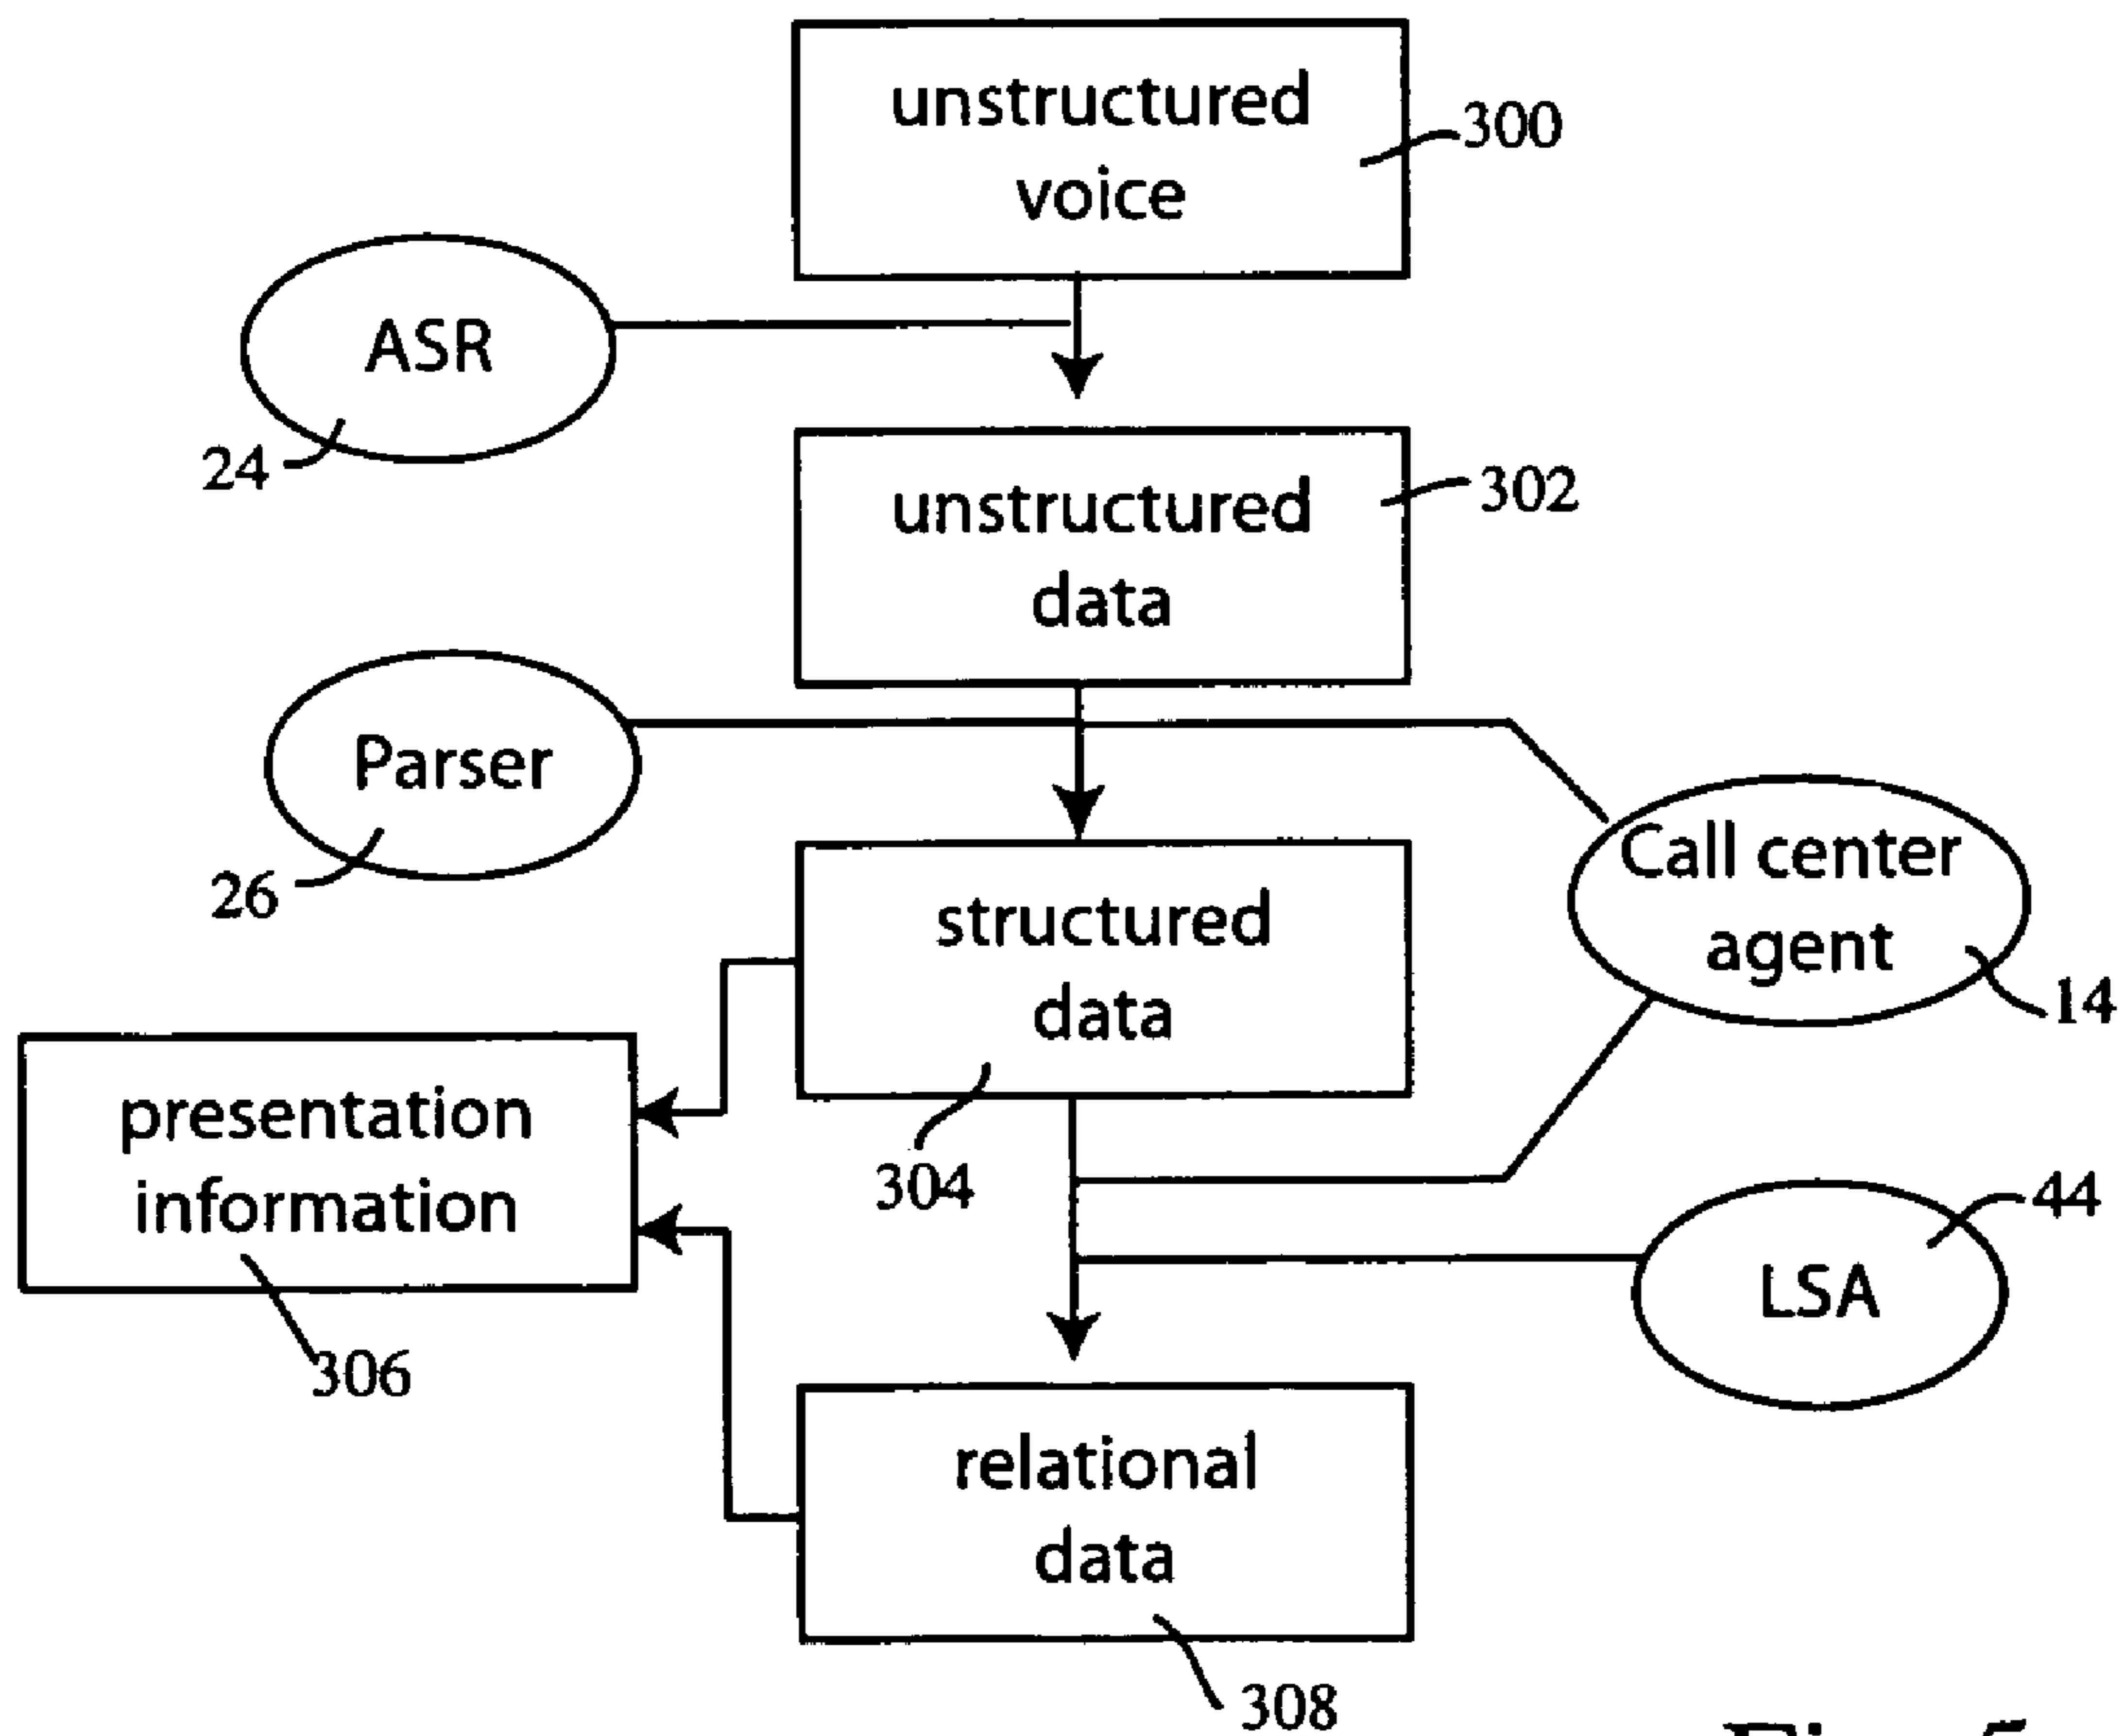 unstructured
voice
300
ASR
24
unstructured
data
302
Parser
26
Call center
agent
14
structured
data
304
presentation
information
306
LSA
44
relational
data
308